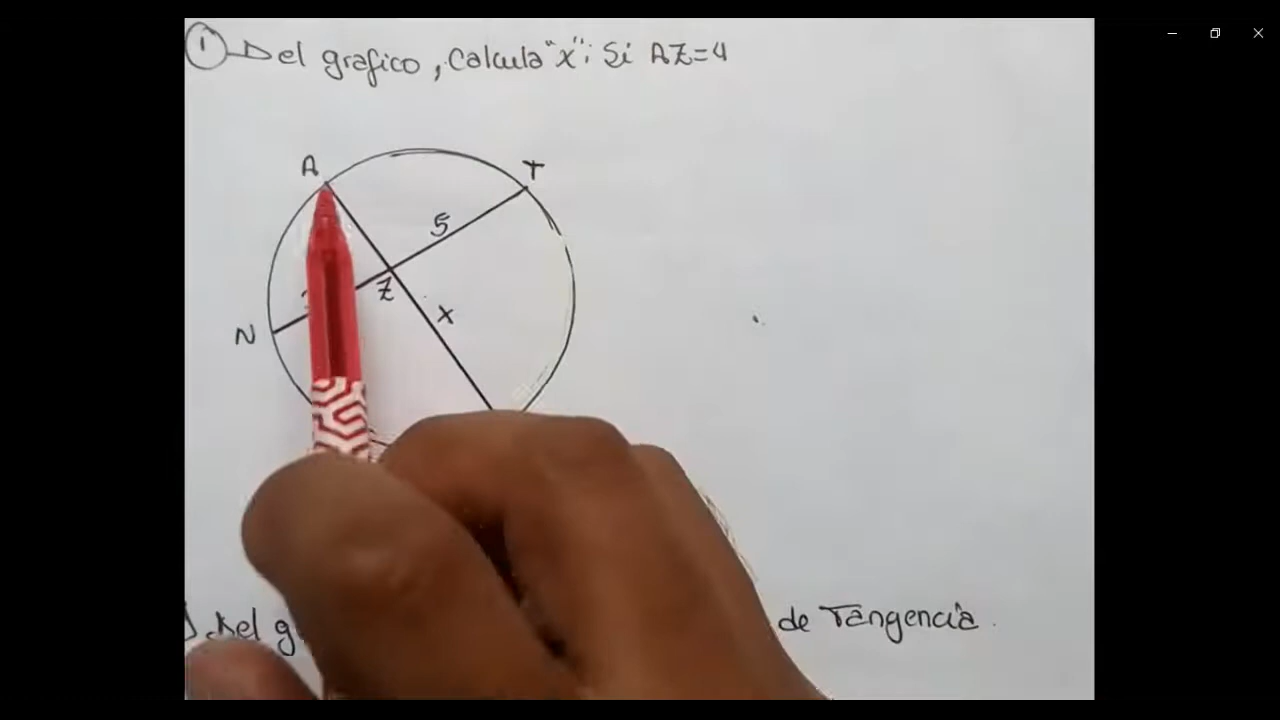 ① Del grafico, Calcula "x"; Si AZ=4
A
T
5
Z
x
N
de Tangencia.